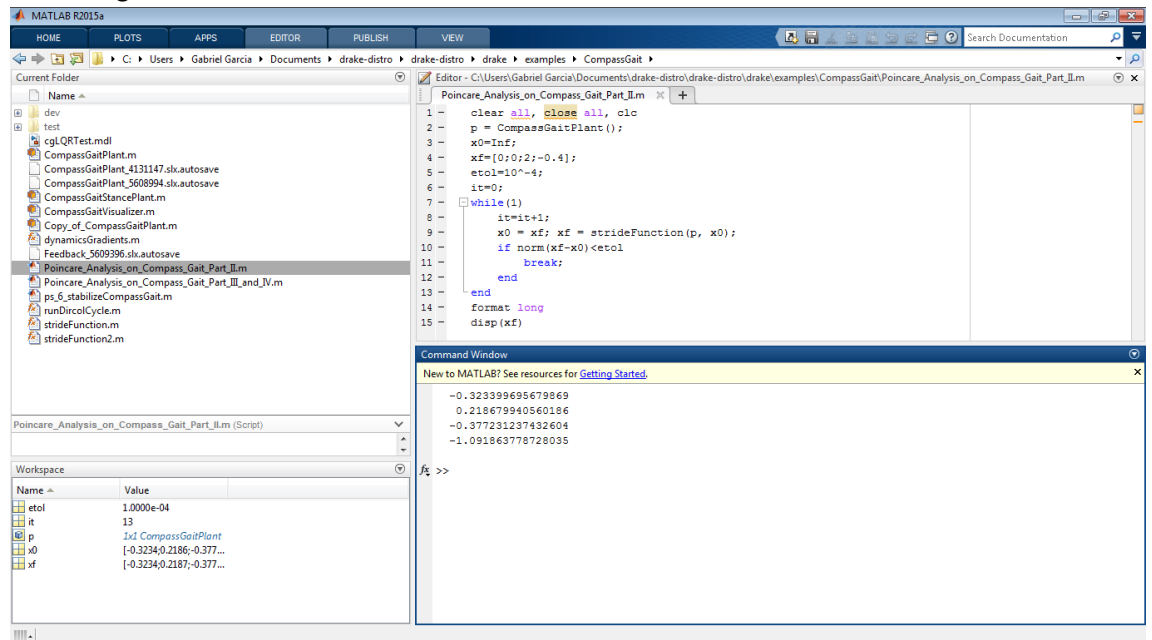 MATLAB R2015a
HOME PLOTS APPS EDITOR PUBLISH VIEW
Search Documentation
C: Users Gabriel Garcia Documents drake-distro drake-distro drake examples CompassGait
Current Folder
Name
dev
test
cgLQRTest.mdl
CompassGaitPlant.m
CompassGaitPlant_4131147.slx.autosave
CompassGaitPlant_5608994.slx.autosave
CompassGaitStancePlant.m
CompassGaitVisualizer.m
Copy_of_CompassGaitPlant.m
dynamicsGradients.m
Feedback_5609396.slx.autosave
Poincare_Analysis_on_Compass_Gait_Part_II.m
Poincare_Analysis_on_Compass_Gait_Part_III_and_IV.m
ps_6_stabilizeCompassGait.m
runDircolCycle.m
strideFunction.m
strideFunction2.m
Poincare_Analysis_on_Compass_Gait_Part_II.m (Script)
Workspace
Name Value
etol 1.0000e-04
it 13
p 1x1 CompassGaitPlant
x0 [-0.3234;0.2186;-0.377...
xf [-0.3234;0.2187;-0.377...
Editor - C:\Users\Gabriel Garcia\Documents\drake-distro\drake-distro\drake\examples\CompassGait\Poincare_Analysis_on_Compass_Gait_Part_II.m
Poincare_Analysis_on_Compass_Gait_Part_II.m
1 - clear all, close all, clc
2 - p = CompassGaitPlant();
3 - x0=Inf;
4 - xf=[0;0;2;-0.4];
5 - etol=10^-4;
6 - it=0;
7 - while(1)
8 - it=it+1;
9 - x0 = xf; xf = strideFunction(p, x0);
10 - if norm(xf-x0)<etol
11 - break;
12 - end
13 - end
14 - format long
15 - disp(xf)
Command Window
New to MATLAB? See resources for Getting Started.
-0.323399695679869
0.218679940560186
-0.377231237432604
-1.091863778728035
fx >>